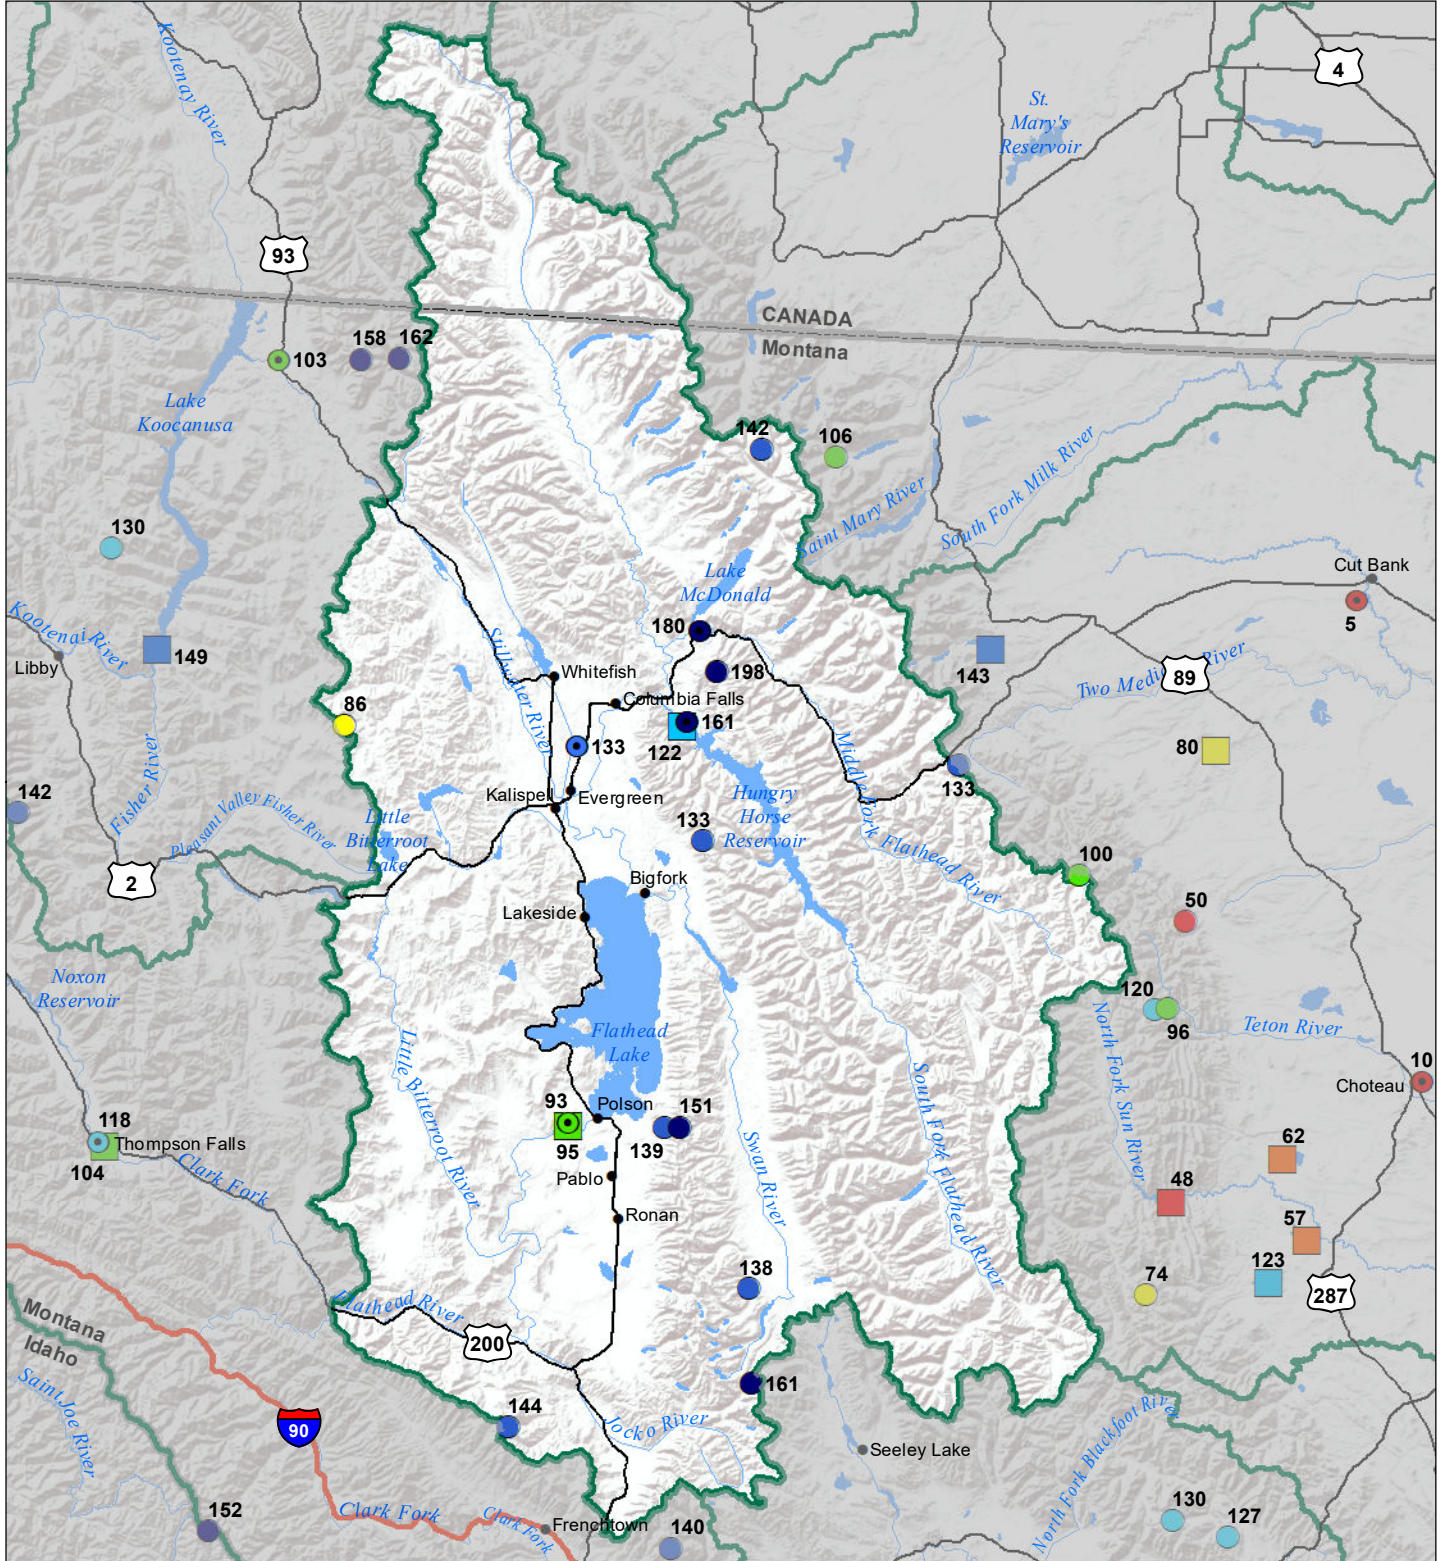 Kootenay River
4
St.
Mary's
Reservoir
93
CANADA
Montana
103
158
162
Lake
Koocanusa
142
106
Saint Mary River
South Fork Milk River
130
Cut Bank
5
Lake
McDonald
Kootenai River
Libby
149
180
143
Stillwater River
Whitefish
198
Two Medi
River
89
Columbia Falls
86
161
122
80
133
Fisher River
Middle Fork Flathead River
133
142
Kalispell
Evergreen
Hungry
Horse
Reservoir
Pleasant Valley Fisher River
Little
Bitterroot
Lake
133
2
100
Bigfork
50
Lakeside
Noxon
Reservoir
120
96
North Fork Sun River
Teton River
Flathead
Lake
Little Bitterroot River
10
Choteau
South Fork Flathead River
93
Polson
151
118
Thompson Falls
104
95
139
Swan River
62
Clark Fork
Pablo
48
Ronan
57
138
123
74
287
Montana
Idaho
Flathead River
200
Saint Joe River
161
144
Jocko River
90
Seeley Lake
North Fork Blackfoot River
152
Clark Fork
Clark Fork
Frenchtown
140
130
127